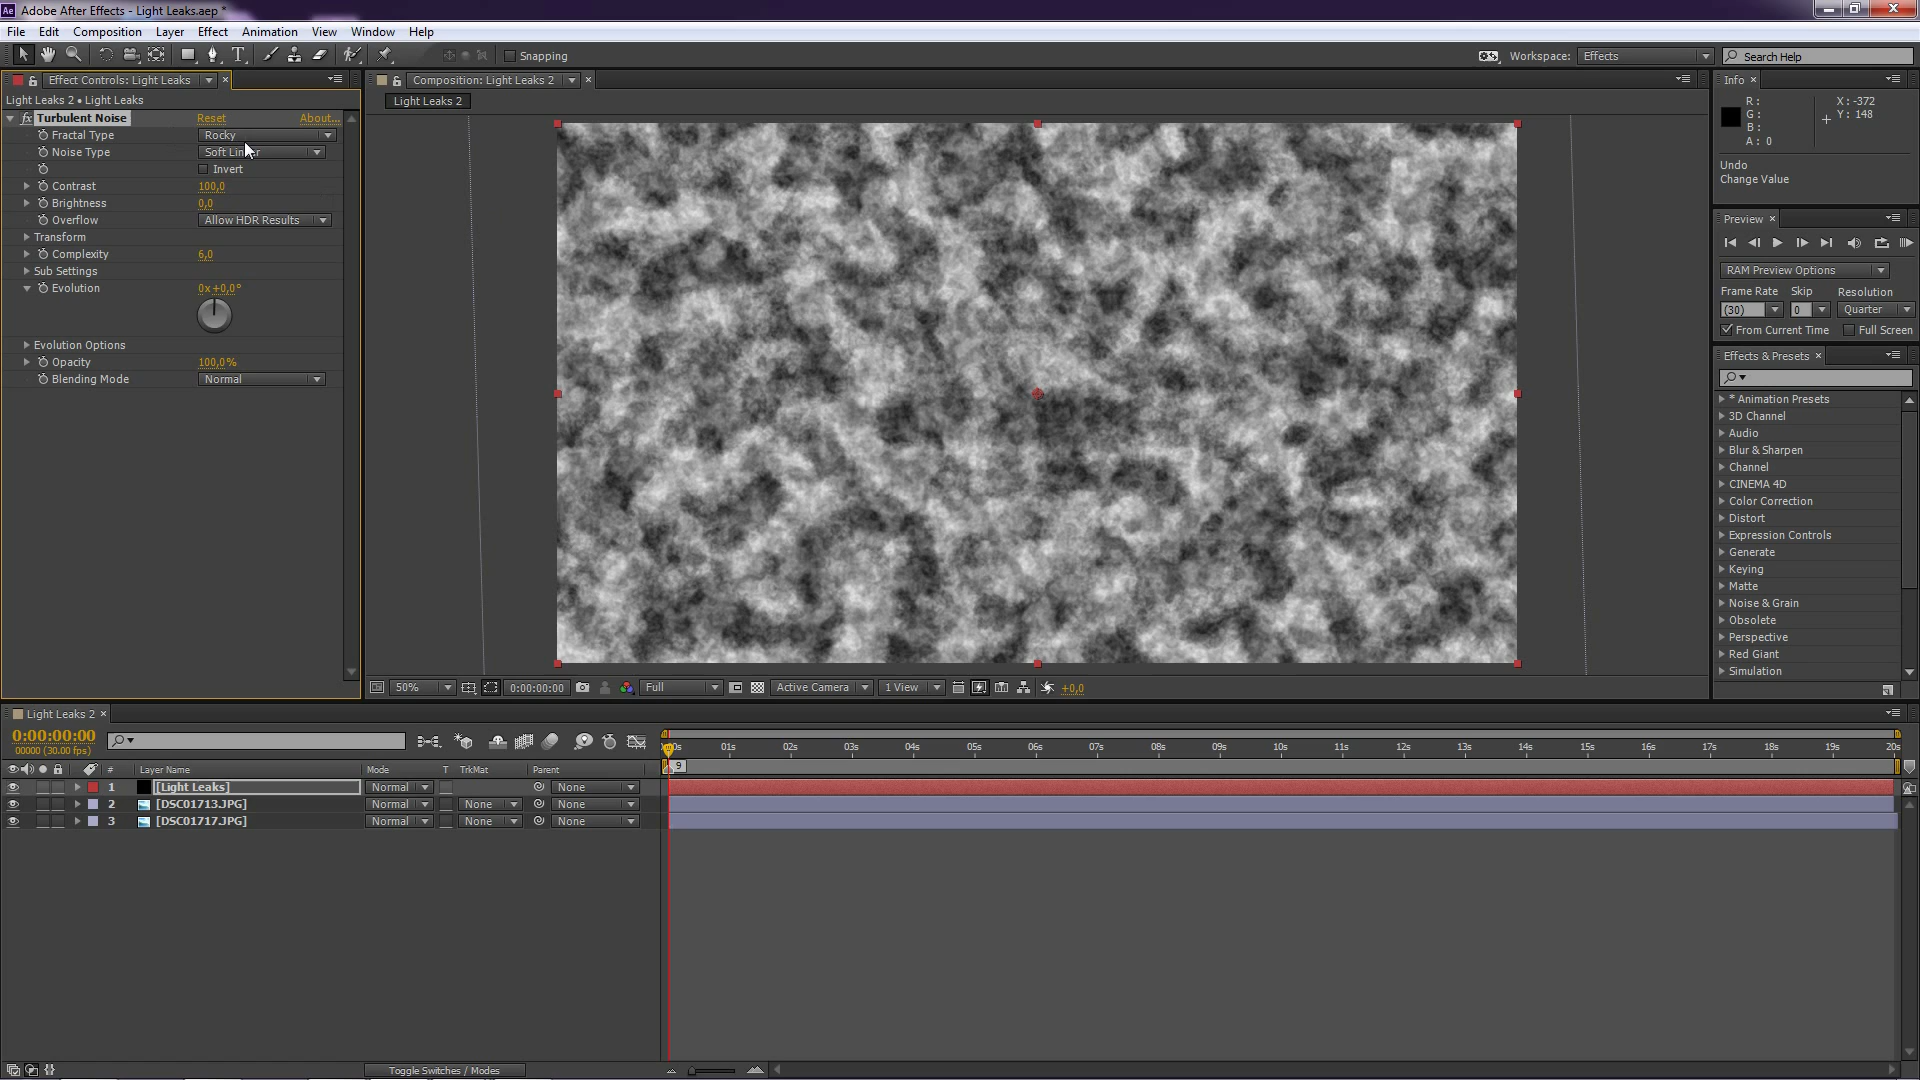 Adobe After Effects - Light Leaks.aep *
File Edit Composition Layer Effect Animation View Window Help
Snapping
Workspace: Effects
Search Help
Effect Controls: Light Leaks
Light Leaks 2 • Light Leaks
Turbulent Noise Reset About...
Fractal Type Rocky
Noise Type
Invert
Contrast 100,0
Brightness 0,0
Overflow Allow HDR Results
Transform
Complexity 6,0
Sub Settings
Evolution 0x+0,0°
Evolution Options
Opacity 100,0%
Blending Mode Normal
Composition: Light Leaks 2
Light Leaks 2
50% 0:00:00:00 Full Active Camera 1 View +0,0
Info
R:
G:
B:
A: 0
X: -372
Y: 148
Undo
Change Value
Preview
RAM Preview Options
Frame Rate Skip Resolution
(30) 0 Quarter
From Current Time Full Screen
Effects & Presets
* Animation Presets
3D Channel
Audio
Blur & Sharpen
Channel
CINEMA 4D
Color Correction
Distort
Expression Controls
Generate
Keying
Matte
Noise & Grain
Obsolete
Perspective
Red Giant
Simulation
Light Leaks 2
0:00:00:00
00000 (30.00 fps)
# Layer Name Mode T TrkMat Parent
1 [Light Leaks] Normal None
2 [DSC01713.JPG] Normal None None
3 [DSC01717.JPG] Normal None None
01s 02s 03s 04s 05s 06s 07s 08s 09s 10s 11s 12s 13s 14s 15s 16s 17s 18s 19s 20s
9
Toggle Switches / Modes